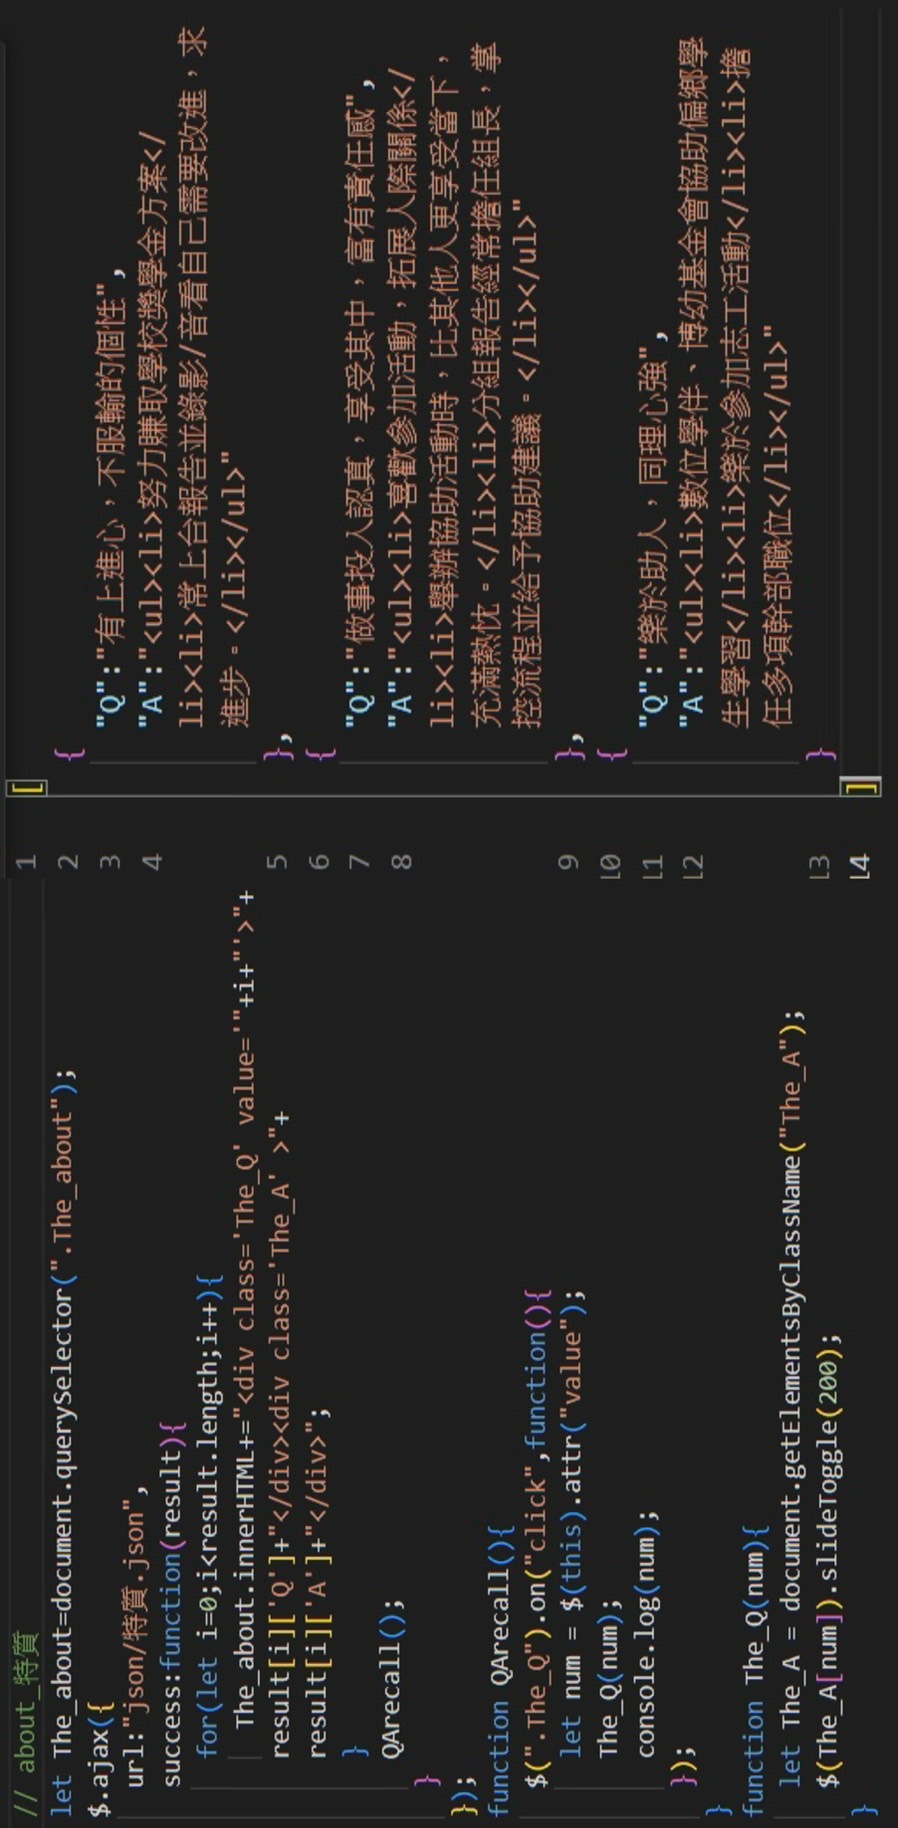 // about_特質
let The_about=document.querySelector(".The_about");
$.ajax({
url:"json/特質.json",
success:function(result){
for(let i=0;i<result.length;i++){
The_about.innerHTML+="<div class='The_Q' value='"+i+"'>"+
result[i]['Q']+"</div><div class='The_A' >"+
result[i]['A']+"</div>";
}
QArecall();
}
});
function QArecall(){
$(".The_Q").on("click",function(){
let num = $(this).attr("value");
The_Q(num);
console.log(num);
});
}
function The_Q(num){
let The_A = document.getElementsByClassName("The_A");
$(The_A[num]).slideToggle(200);
}
1 [
2 {
3 "Q":"有上進心，不服輸的個性",
4 "A":"<ul><li>努力賺取學校獎學金方案</
li><li>常上台報告並錄影/音看自己需要改進，求
進步。</li></ul>"
5 },
6 {
7 "Q":"做事投入認真，享受其中，富有責任感",
8 "A":"<ul><li>喜歡參加活動，拓展人際關係</
li><li>舉辦協助活動時，比其他人更享受當下，
充滿熱忱。</li><li>分組報告經常擔任組長，掌
控流程並給予協助建議。</li></ul>"
9 },
10 {
11 "Q":"樂於助人，同理心強",
12 "A":"<ul><li>數位學伴、博幼基金會協助偏鄉學
生學習</li><li>樂於參加志工活動</li><li>擔
任多項幹部職位</li></ul>"
13 }
14 ]